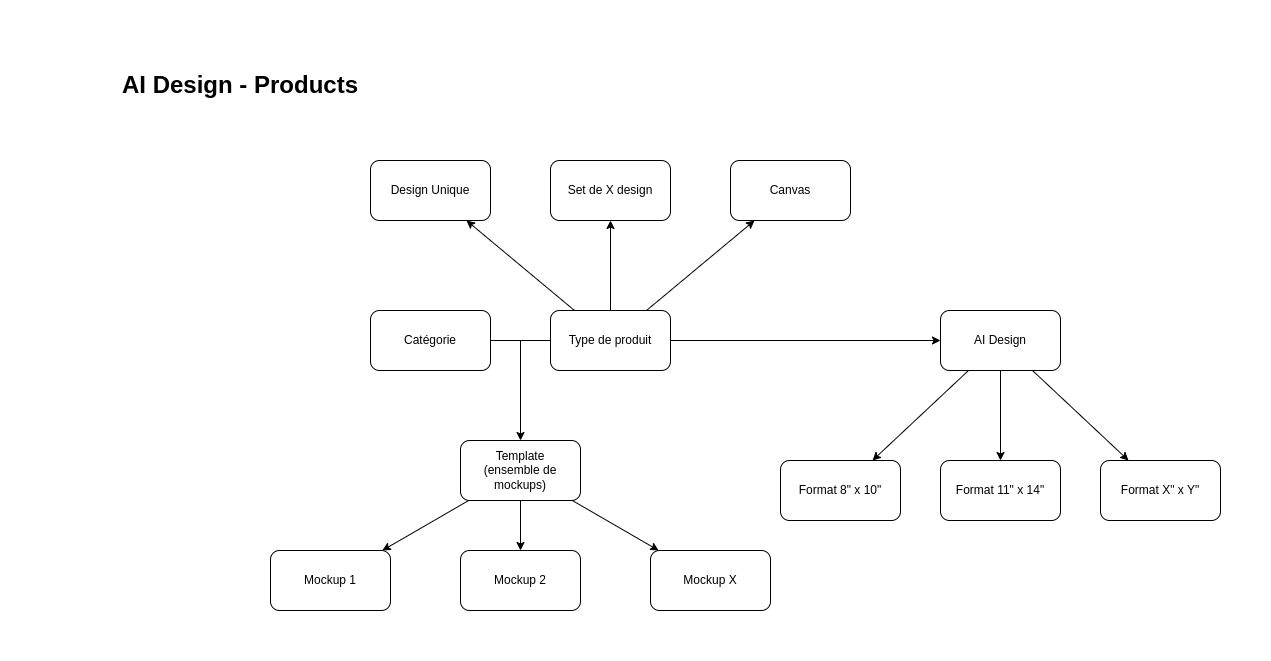 AI Design - Products
Design Unique
Set de X design
Canvas
Catégorie
Type de produit
AI Design
Template
(ensemble de
mockups)
Format 8" x 10"
Format 11" x 14"
Format X" x Y"
Mockup 1
Mockup 2
Mockup X